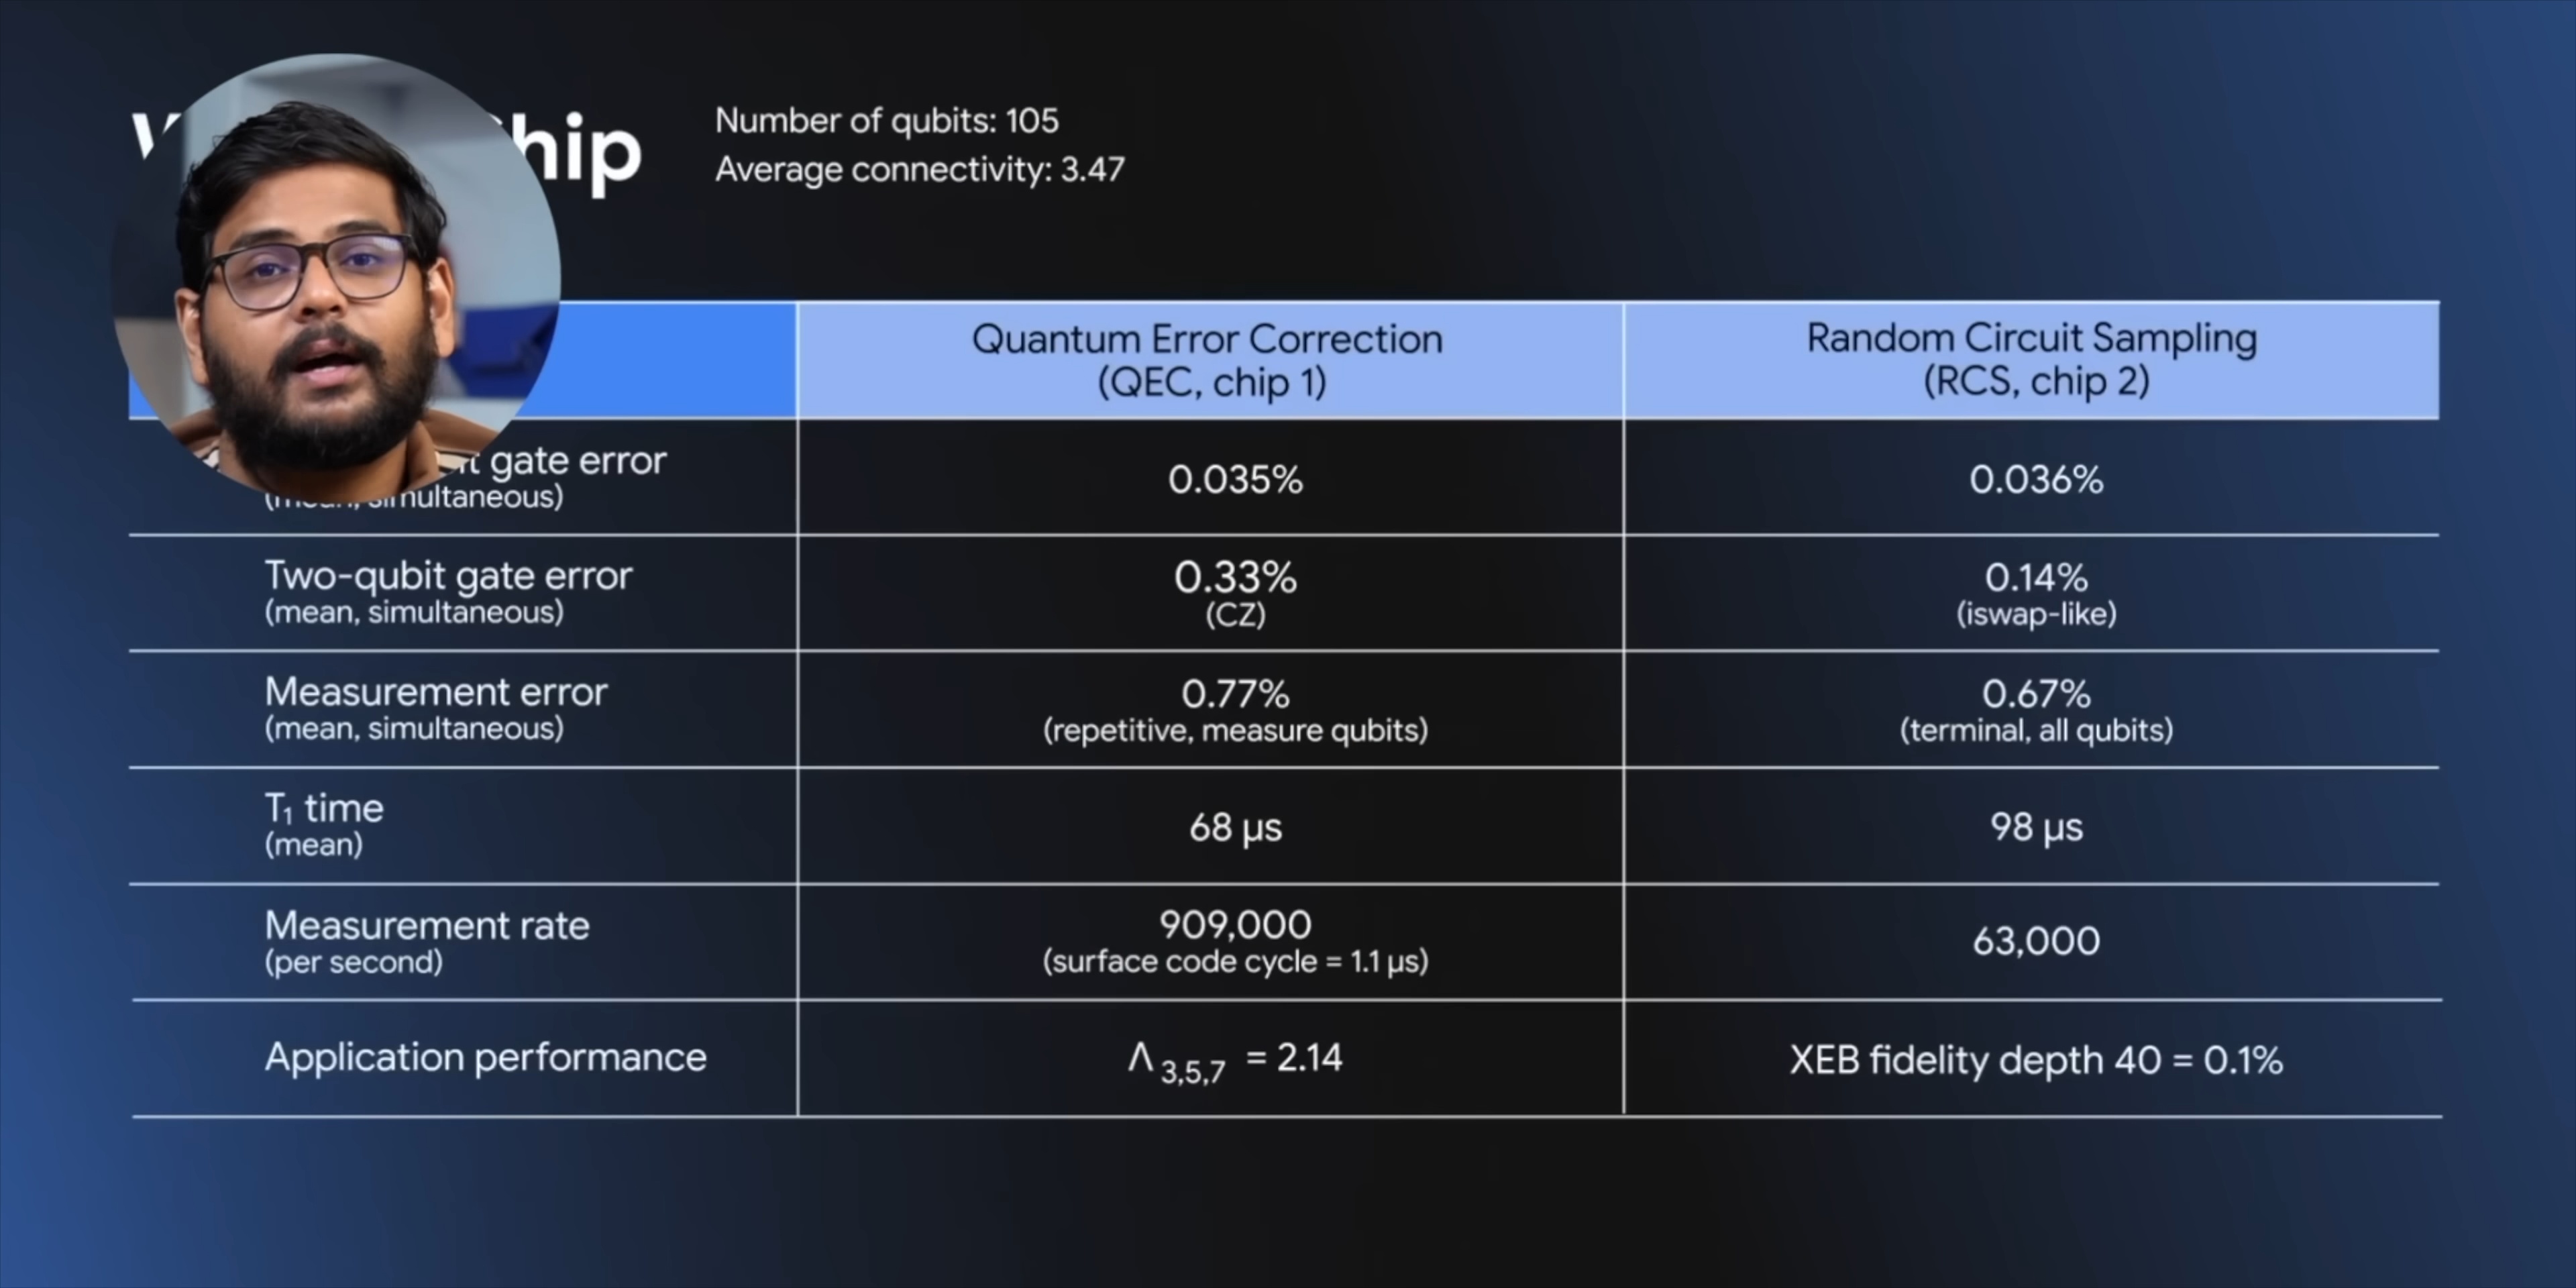 hip
Number of qubits: 105
Average connectivity: 3.47
Quantum Error Correction
(QEC, chip 1)
Random Circuit Sampling
(RCS, chip 2)
gate error
simultaneous)
0.035%
0.036%
Two-qubit gate error
(mean, simultaneous)
0.33%
(CZ)
0.14%
(iswap-like)
Measurement error
(mean, simultaneous)
0.77%
(repetitive, measure qubits)
0.67%
(terminal, all qubits)
T₁ time
(mean)
68 µs
98 µs
Measurement rate
(per second)
909,000
(surface code cycle = 1.1 µs)
63,000
Application performance
Λ 3,5,7 = 2.14
XEB fidelity depth 40 = 0.1%